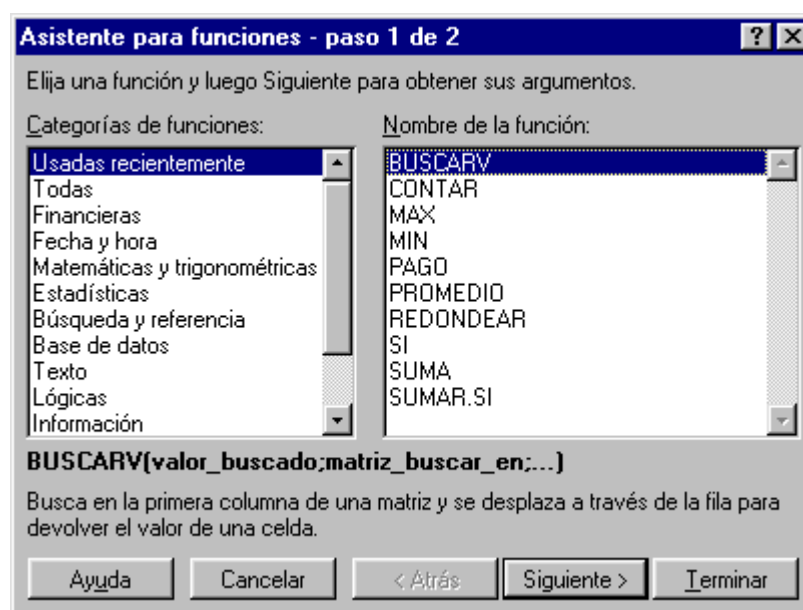 Asistente para funciones - paso 1 de 2
Elija una función y luego Siguiente para obtener sus argumentos.
Categorías de funciones:
Usadas recientemente
Todas
Financieras
Fecha y hora
Matemáticas y trigonométricas
Estadísticas
Búsqueda y referencia
Base de datos
Texto
Lógicas
Información
Nombre de la función:
BUSCARV
CONTAR
MAX
MIN
PAGO
PROMEDIO
REDONDEAR
SI
SUMA
SUMAR.SI
BUSCARV(valor_buscado;matriz_buscar_en;...)
Busca en la primera columna de una matriz y se desplaza a través de la fila para
devolver el valor de una celda.
Ayuda
Cancelar
< Atrás
Siguiente >
Terminar